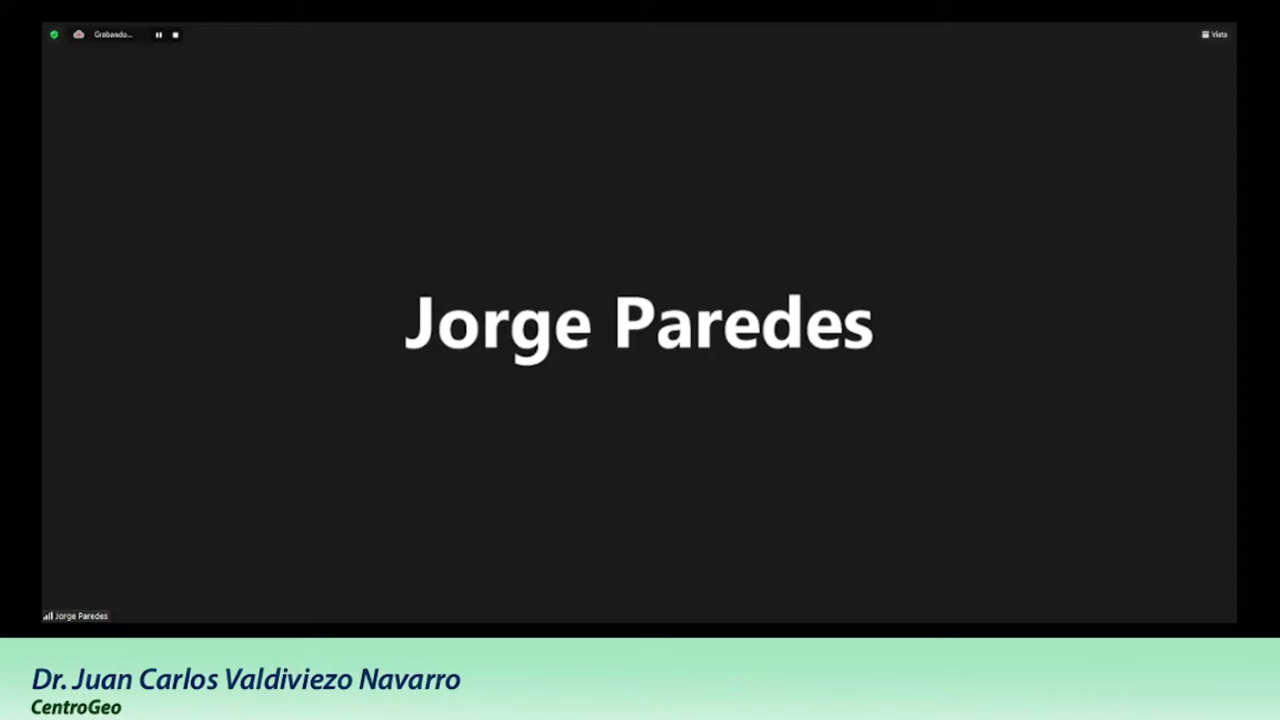 Grabando...
Vista
Jorge Paredes
Jorge Paredes
Dr. Juan Carlos Valdiviezo Navarro
CentroGeo